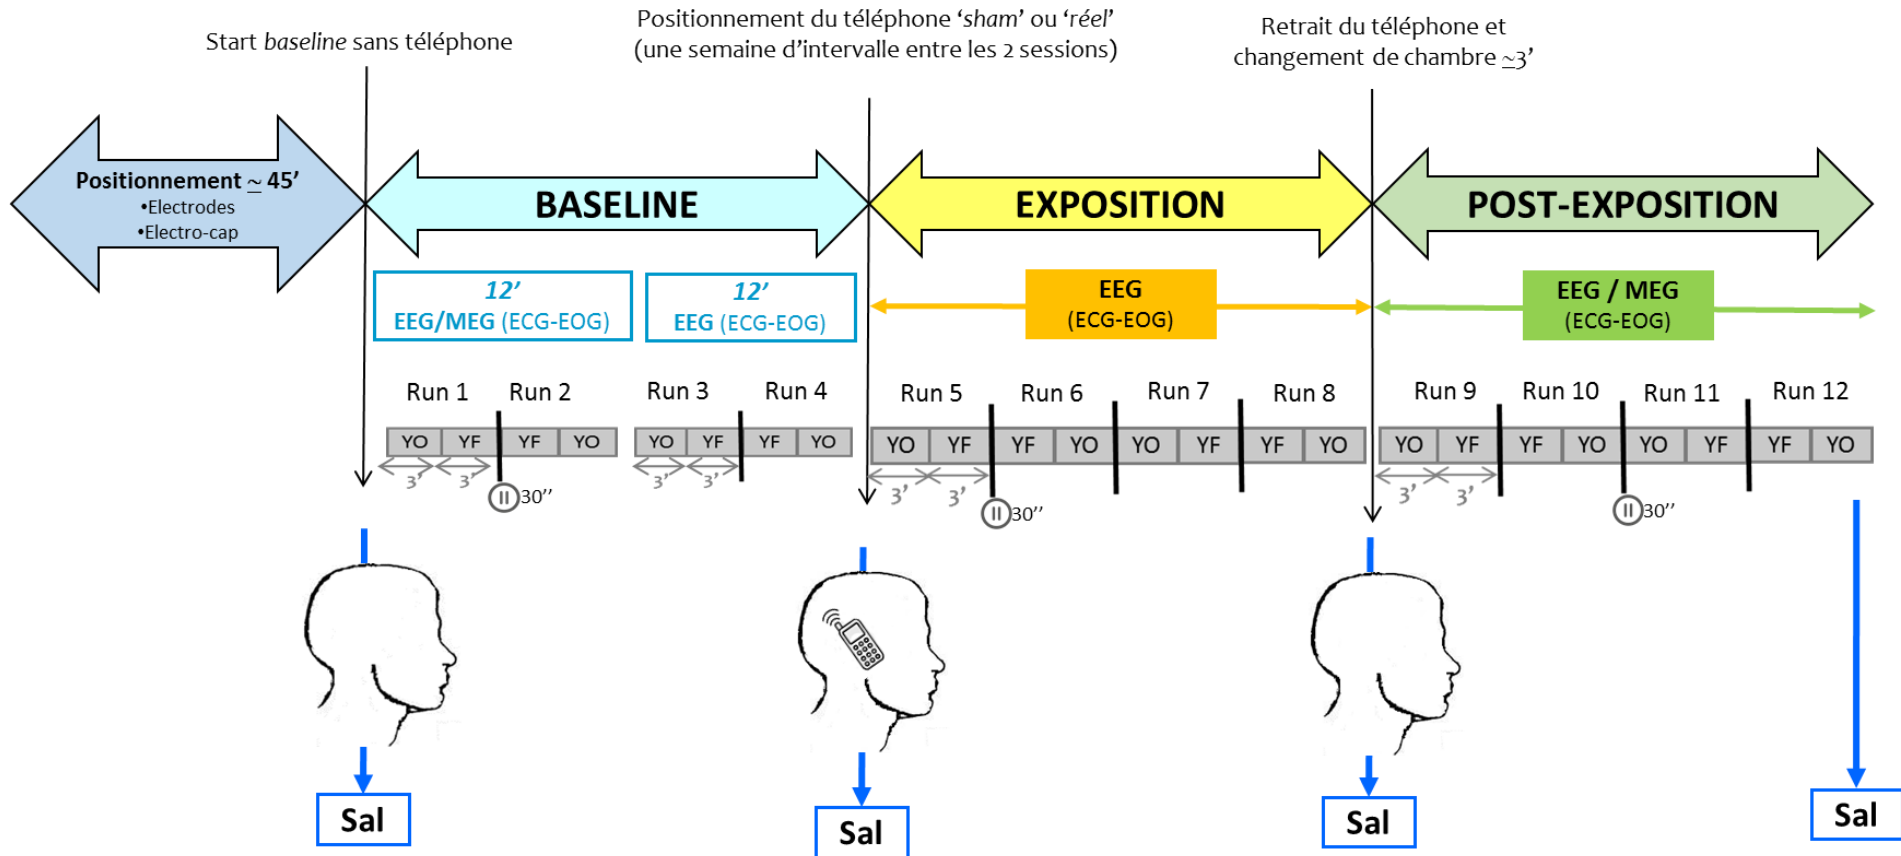 Start baseline sans téléphone
Positionnement du téléphone ‘sham’ ou ‘réel’
(une semaine d’intervalle entre les 2 sessions)
Retrait du téléphone et
changement de chambre ~3’
Positionnement ~ 45’
•Electrodes
•Electro-cap
BASELINE
EXPOSITION
POST-EXPOSITION
12’
EEG/MEG (ECG-EOG)
12’
EEG (ECG-EOG)
EEG
(ECG-EOG)
EEG / MEG
(ECG-EOG)
Run 1
Run 2
Run 3
Run 4
Run 5
Run 6
Run 7
Run 8
Run 9
Run 10
Run 11
Run 12
YO YF YF YO
YO YF YF YO
YO YF YF YO YO YF YF YO
YO YF YF YO YO YF YF YO
3’ 3’
30’’
3’ 3’
3’ 3’
30’’
3’ 3’
30’’
Sal
Sal
Sal
Sal